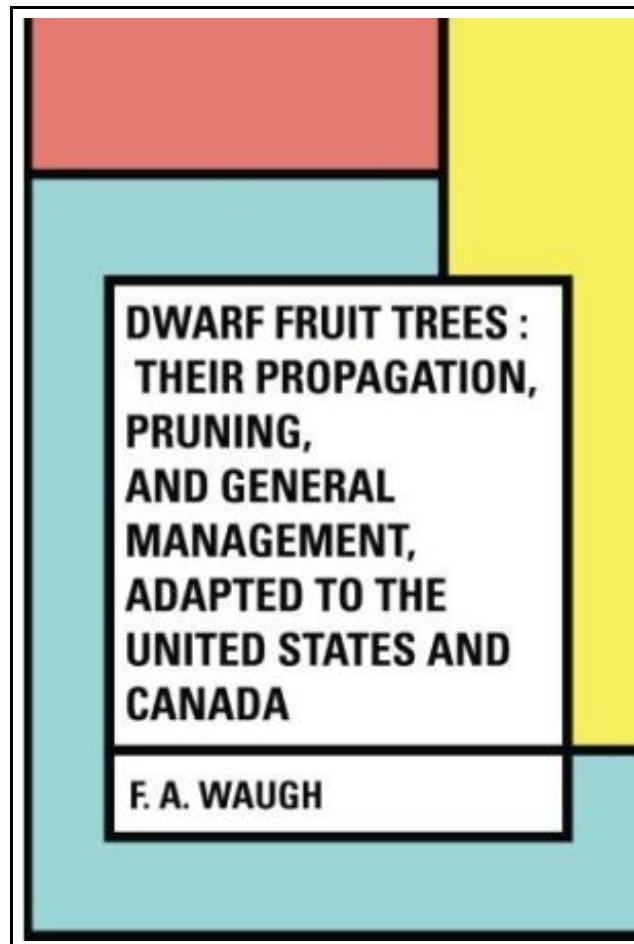 DWARF FRUIT TREES :
THEIR PROPAGATION,
PRUNING,
AND GENERAL
MANAGEMENT,
ADAPTED TO THE
UNITED STATES AND
CANADA
F. A. WAUGH